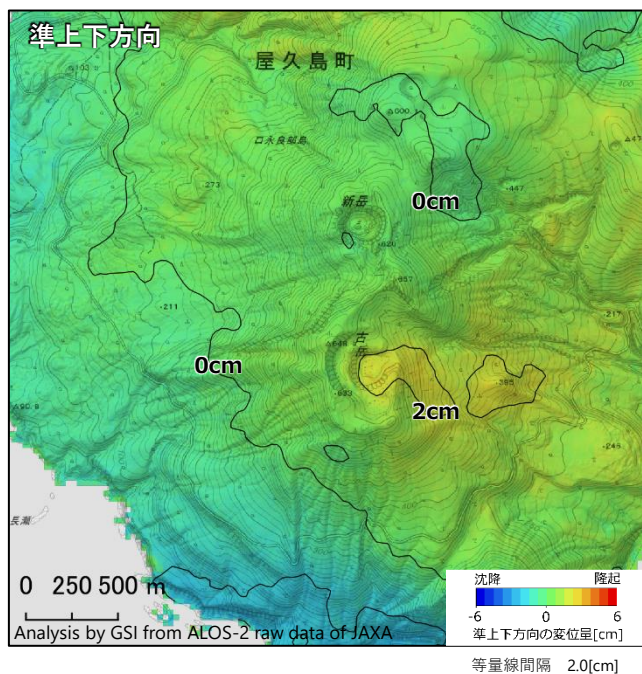 準上下方向
屋久島町
口永良部島
新岳
0cm
古岳
0cm
2cm
長瀬
0 250 500 m
Analysis by GSI from ALOS-2 raw data of JAXA
沈降 隆起
-6 0 6
準上下方向の変位量[cm]
等量線間隔 2.0[cm]